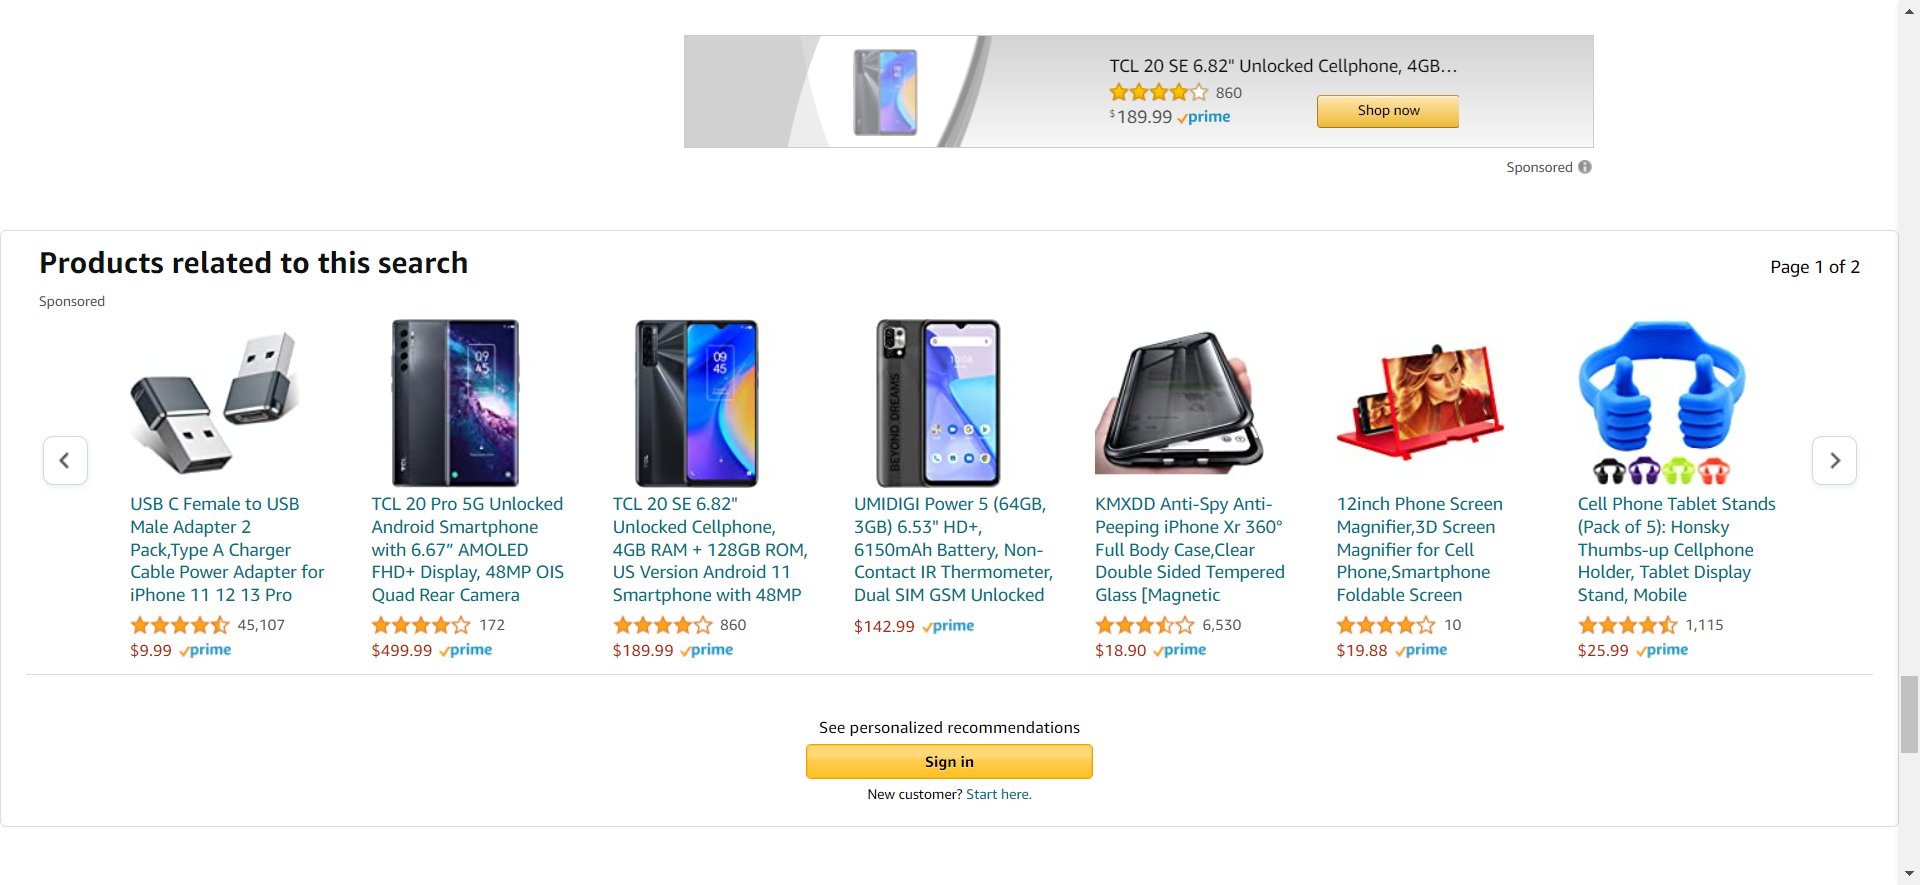 TCL 20 SE 6.82" Unlocked Cellphone, 4GB...
860
$189.99 prime
Shop now
Sponsored
Products related to this search
Page 1 of 2
Sponsored
USB C Female to USB
Male Adapter 2
Pack,Type A Charger
Cable Power Adapter for
iPhone 11 12 13 Pro
45,107
$9.99 prime
TCL 20 Pro 5G Unlocked
Android Smartphone
with 6.67” AMOLED
FHD+ Display, 48MP OIS
Quad Rear Camera
172
$499.99 prime
TCL 20 SE 6.82"
Unlocked Cellphone,
4GB RAM + 128GB ROM,
US Version Android 11
Smartphone with 48MP
860
$189.99 prime
BEYOND DREAMS
UMIDIGI Power 5 (64GB,
3GB) 6.53" HD+,
6150mAh Battery, Non-
Contact IR Thermometer,
Dual SIM GSM Unlocked
$142.99 prime
KMXDD Anti-Spy Anti-
Peeping iPhone Xr 360°
Full Body Case,Clear
Double Sided Tempered
Glass [Magnetic
6,530
$18.90 prime
12inch Phone Screen
Magnifier,3D Screen
Magnifier for Cell
Phone,Smartphone
Foldable Screen
10
$19.88 prime
Cell Phone Tablet Stands
(Pack of 5): Honsky
Thumbs-up Cellphone
Holder, Tablet Display
Stand, Mobile
1,115
$25.99 prime
See personalized recommendations
Sign in
New customer? Start here.